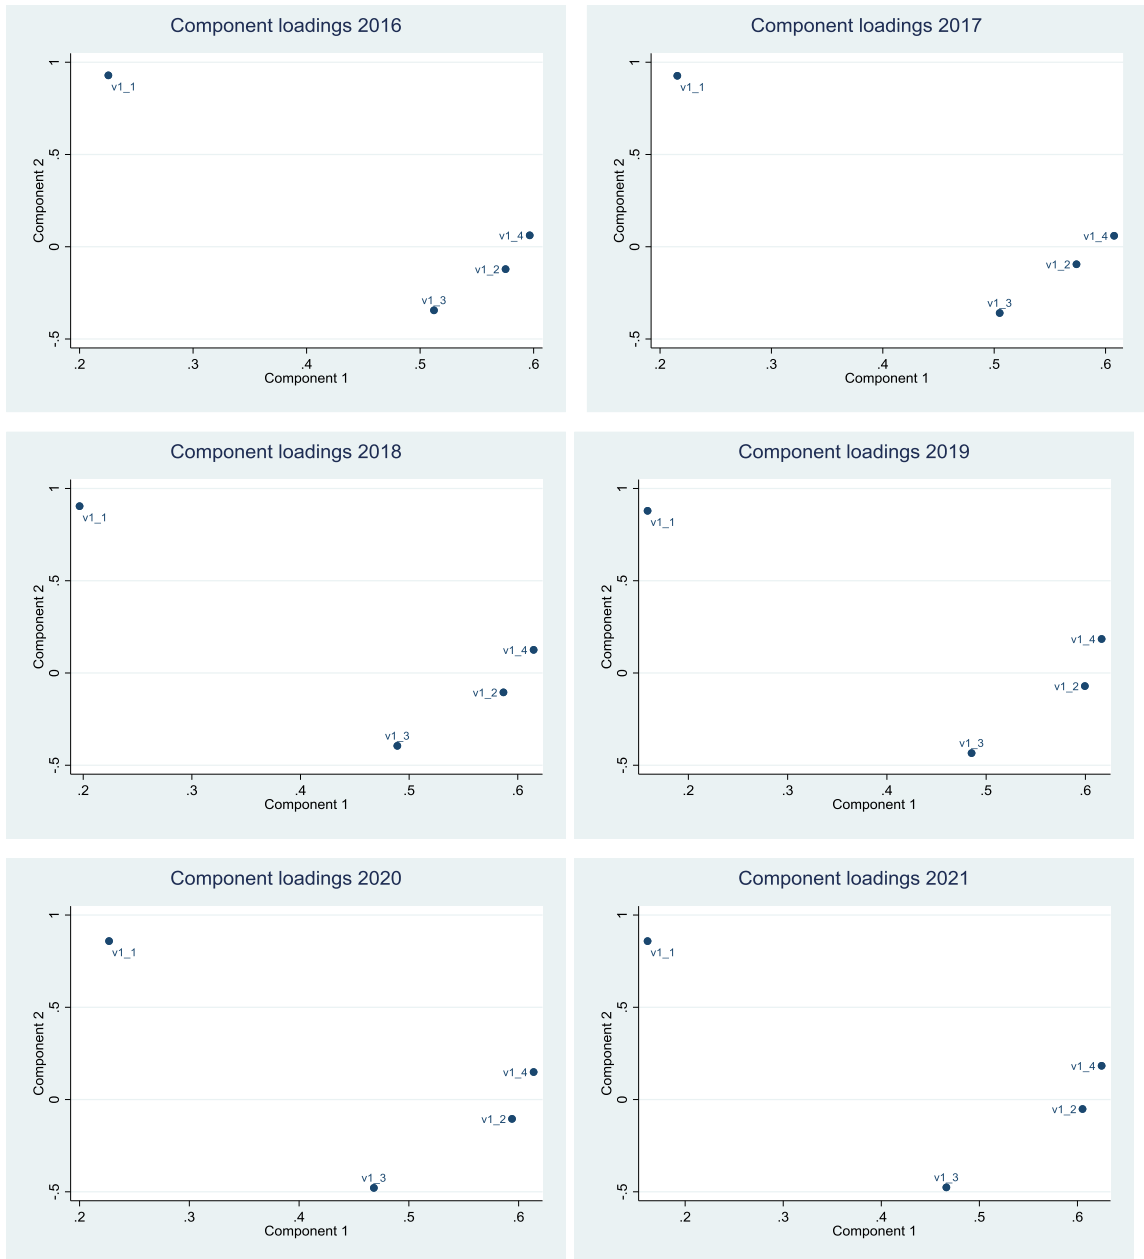 Component loadings 2016
1
.5
0
-.5
Component 2
v1_1
v1_4
v1_2
v1_3
.2 .3 .4 .5 .6
Component 1
Component loadings 2017
1
.5
0
-.5
Component 2
v1_1
v1_4
v1_2
v1_3
.2 .3 .4 .5 .6
Component 1
Component loadings 2018
1
.5
0
-.5
Component 2
v1_1
v1_4
v1_2
v1_3
.2 .3 .4 .5 .6
Component 1
Component loadings 2019
1
.5
0
-.5
Component 2
v1_1
v1_4
v1_2
v1_3
.2 .3 .4 .5 .6
Component 1
Component loadings 2020
1
.5
0
-.5
Component 2
v1_1
v1_4
v1_2
v1_3
.2 .3 .4 .5 .6
Component 1
Component loadings 2021
1
.5
0
-.5
Component 2
v1_1
v1_4
v1_2
v1_3
.2 .3 .4 .5 .6
Component 1